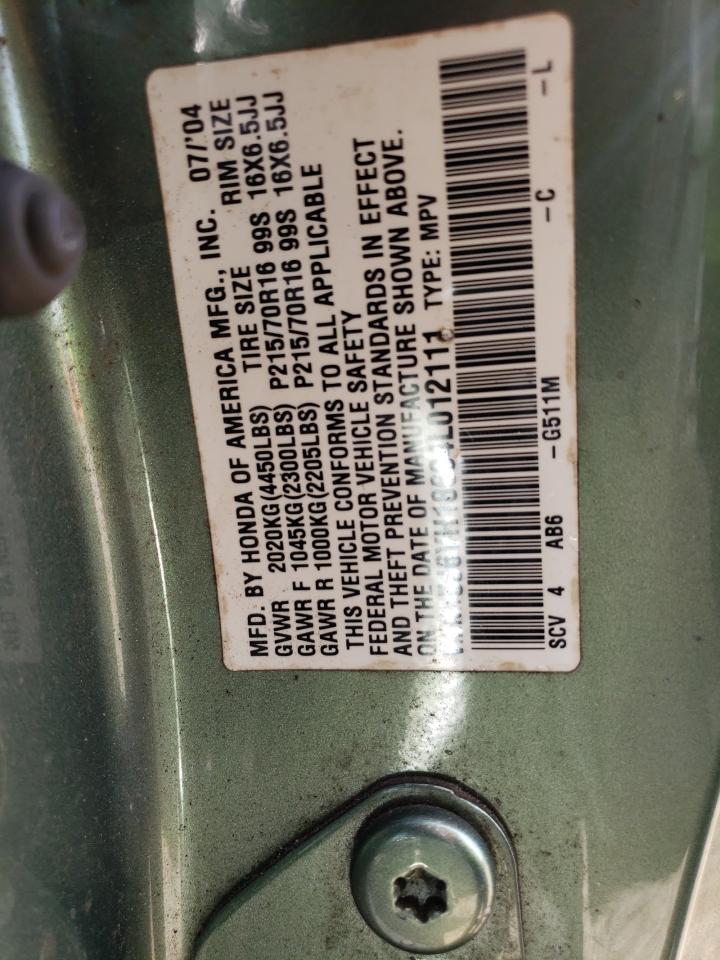 MFD. BY HONDA OF AMERICA MFG., INC. 07/'04
GVWR 2020KG(4450LBS) TIRE SIZE RIM SIZE
GAWR F 1045KG(2300LBS) P215/70R16 99S 16X6.5JJ
GAWR R 1000KG(2205LBS) P215/70R16 99S 16X6.5JJ
THIS VEHICLE CONFORMS TO ALL APPLICABLE
FEDERAL MOTOR VEHICLE SAFETY
AND THEFT PREVENTION STANDARDS IN EFFECT
ON THE DATE OF MANUFACTURE SHOWN ABOVE.
TYPE: MPV
SCV 4 AB6 -G511M -C -L